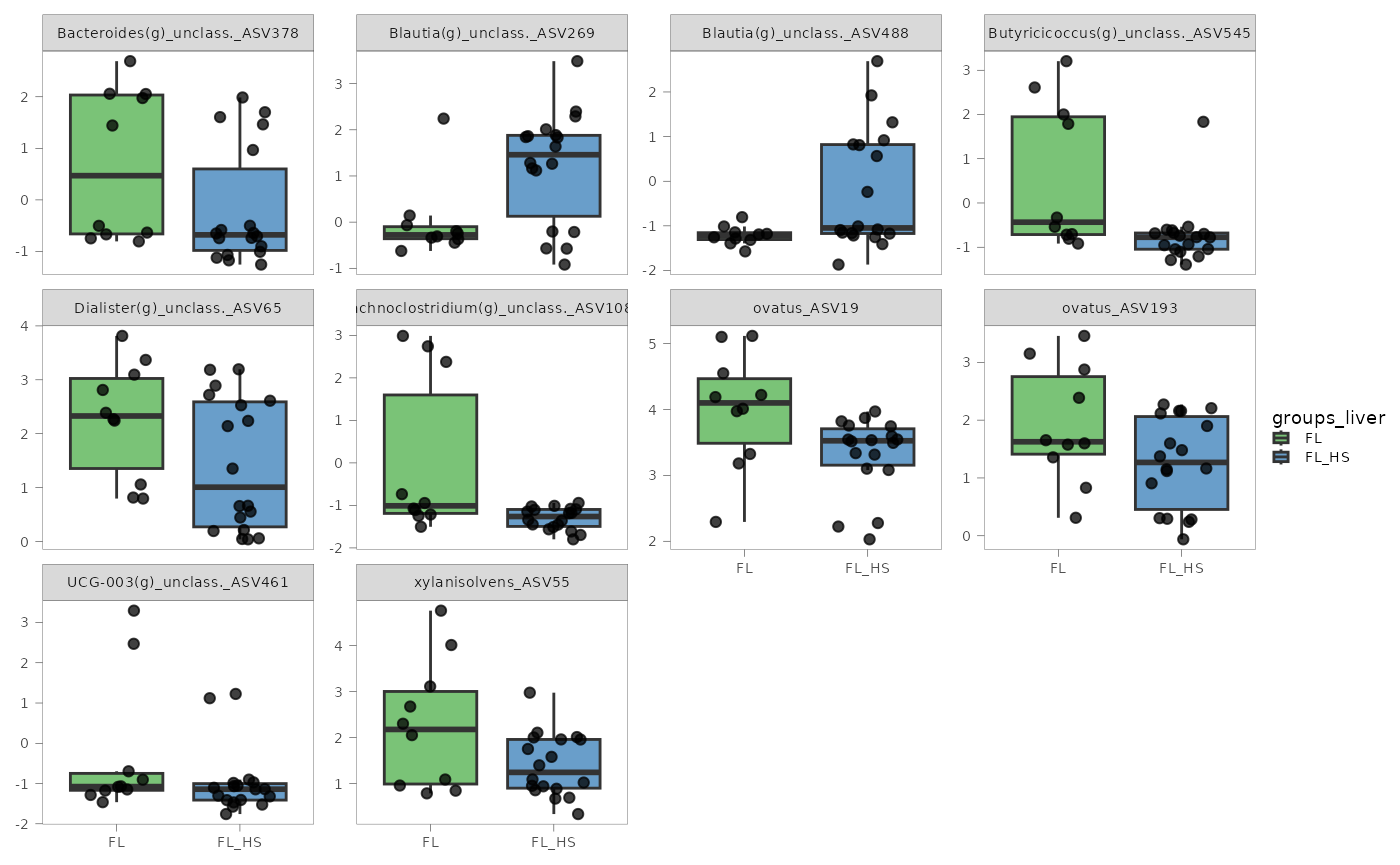 Bacteroides(g)_unclass._ASV378
Blautia(g)_unclass._ASV269
Blautia(g)_unclass._ASV488
Butyricicoccus(g)_unclass._ASV545
2
1
0
-1
3
2
1
0
-1
2
1
0
-1
-2
3
2
1
0
-1
Dialister(g)_unclass._ASV65
chnoclostridium(g)_unclass._ASV108
ovatus_ASV19
ovatus_ASV193
4
3
2
1
0
3
2
1
0
-1
-2
5
4
3
2
3
2
1
0
FL
FL_HS
FL
FL_HS
groups_liver
FL
FL_HS
UCG-003(g)_unclass._ASV461
xylanisolvens_ASV55
3
2
1
0
-1
-2
4
3
2
1
FL
FL_HS
FL
FL_HS